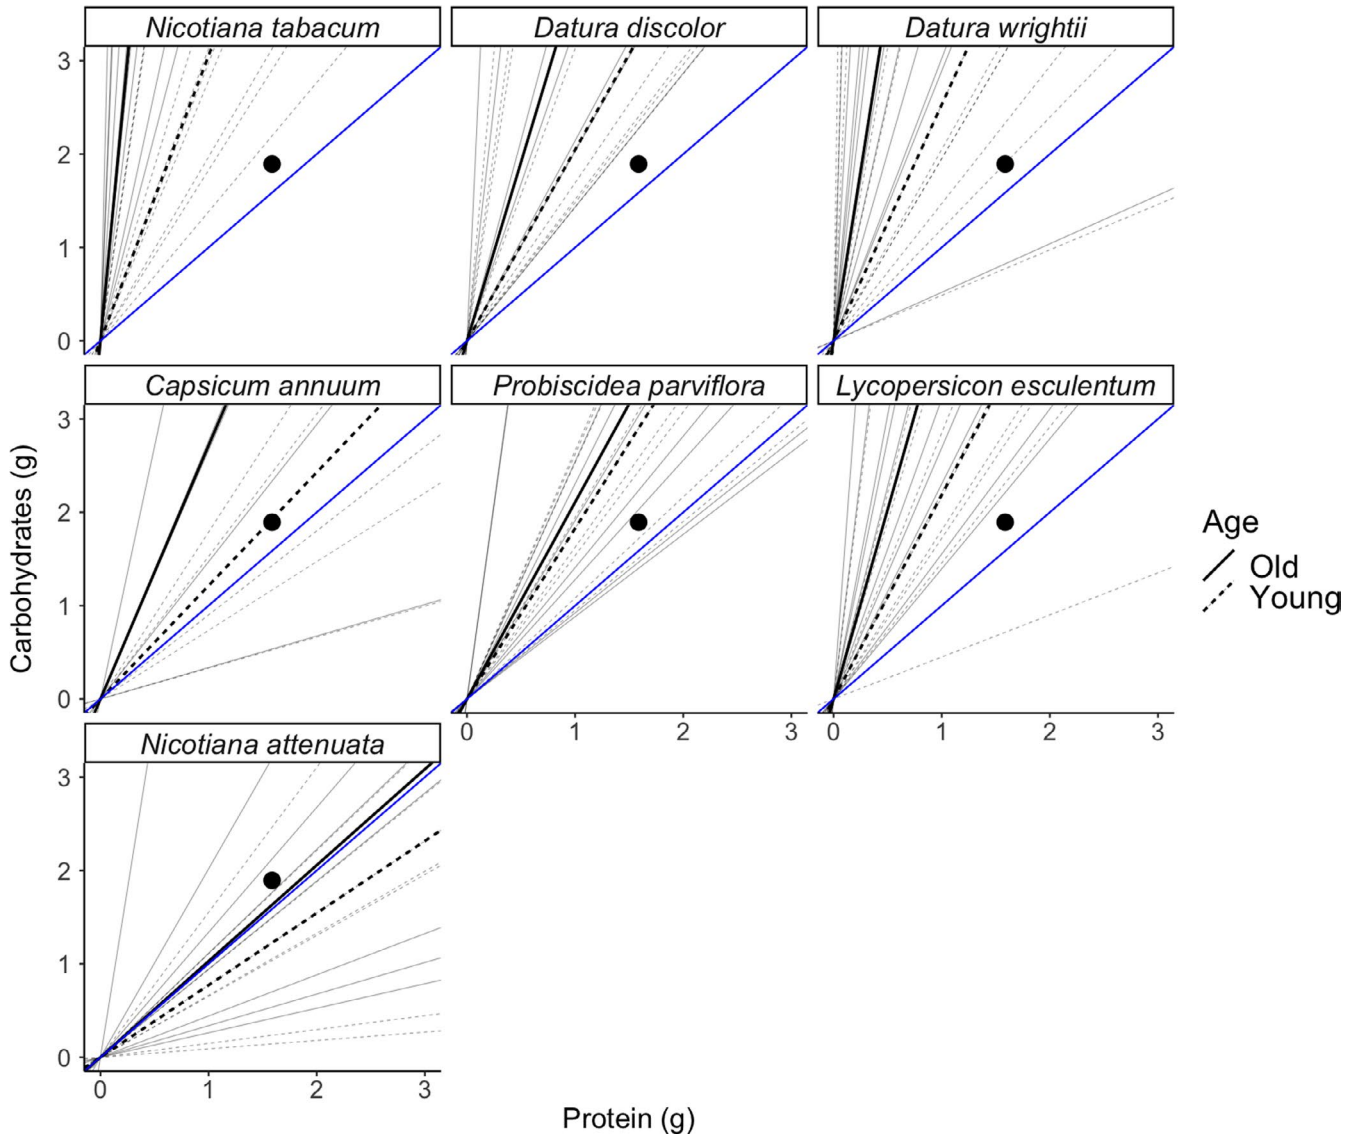 Nicotiana tabacum
Datura discolor
Datura wrightii
3
2
1
0
Capsicum annuum
Probiscidea parviflora
Lycopersicon esculentum
3
2
1
0
0 1 2 3
0 1 2 3
Nicotiana attenuata
3
2
1
0
0 1 2 3
Carbohydrates (g)
Protein (g)
Age
Old
Young